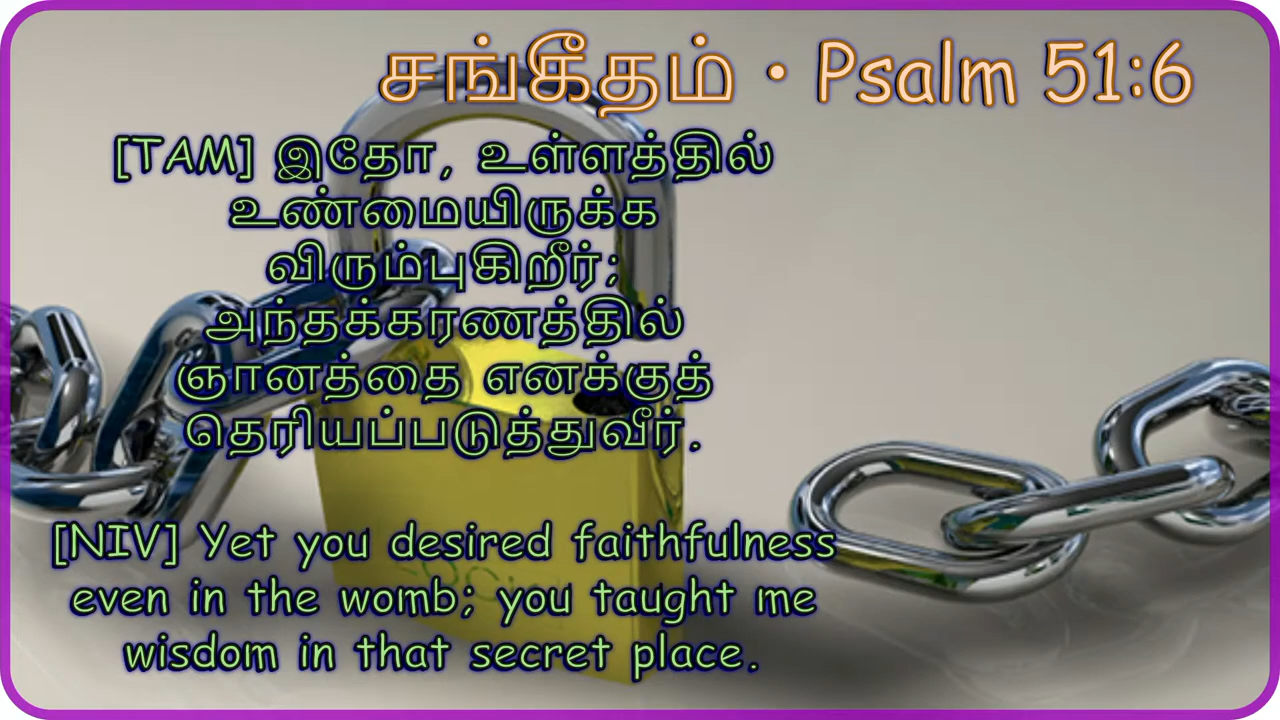 சங்கீதம் • Psalm 51:6
[TAM] இதோ, உள்ளத்தில்
உண்மையிருக்க
விரும்புகிறீர்;
அந்தக்கரணத்தில்
ஞானத்தை எனக்குத்
தெரியப்படுத்துவீர்.
[NIV] Yet you desired faithfulness
even in the womb; you taught me
wisdom in that secret place.